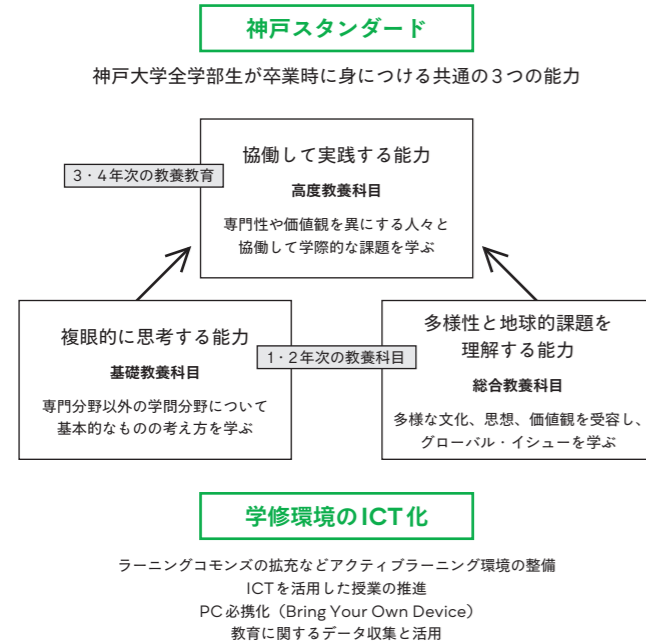 神戸スタンダード
神戸大学全学部生が卒業時に身につける共通の3つの能力
3・4年次の教養教育
協働して実践する能力
高度教養科目
専門性や価値観を異にする人々と
協働して学際的な課題を学ぶ
複眼的に思考する能力
基礎教養科目
専門分野以外の学問分野について
基本的なものの考え方を学ぶ
1・2年次の教養科目
多様性と地球的課題を
理解する能力
総合教養科目
多様な文化、思想、価値観を受容し、
グローバル・イシューを学ぶ
学修環境のICT化
ラーニングコモンズの拡充などアクティブラーニング環境の整備
ICTを活用した授業の推進
PC必携化（Bring Your Own Device）
教育に関するデータ収集と活用